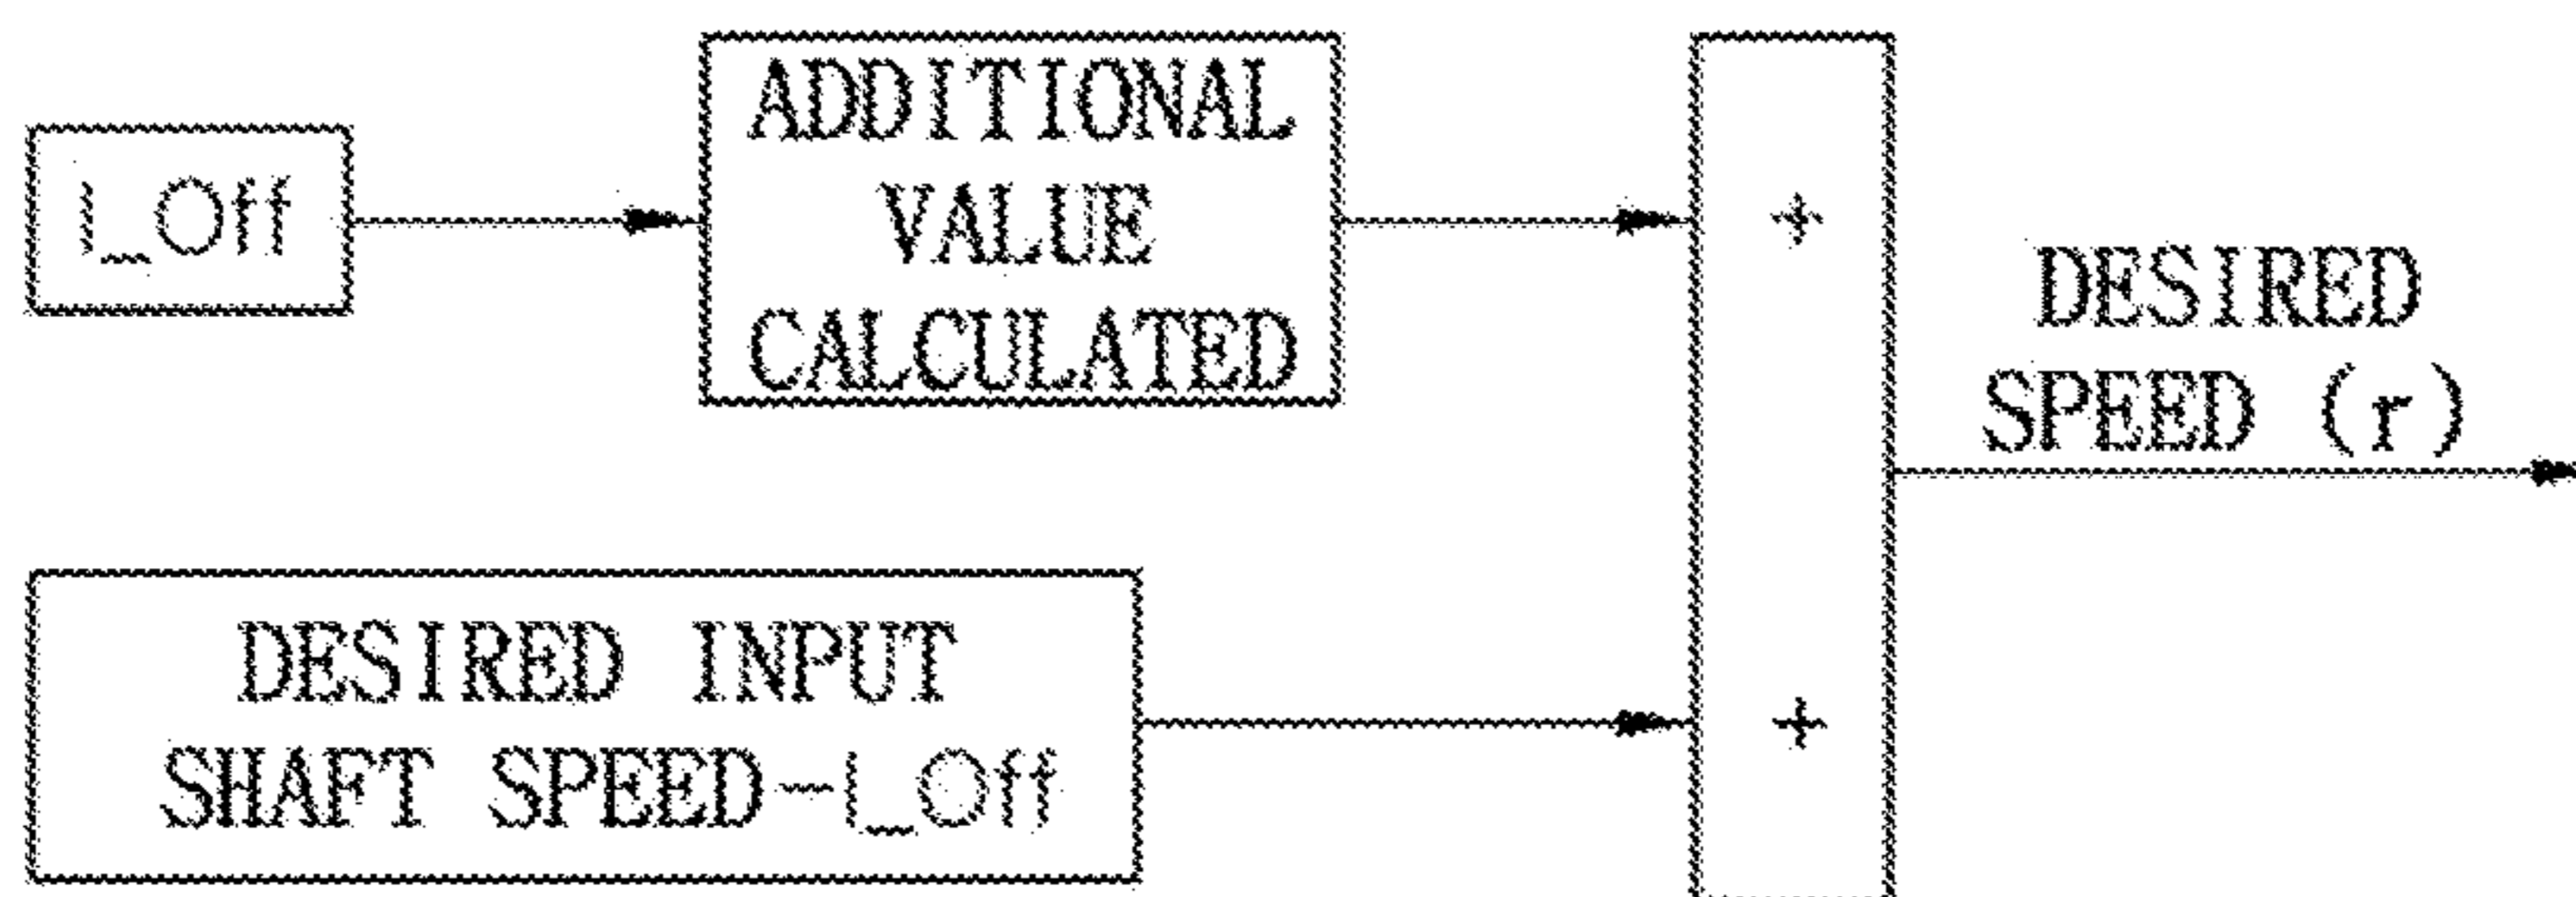 I_Off
ADDITIONAL
VALUE
CALCULATED
+
DESIRED
SPEED (r)
DESIRED INPUT
SHAFT SPEED-I_Off
+